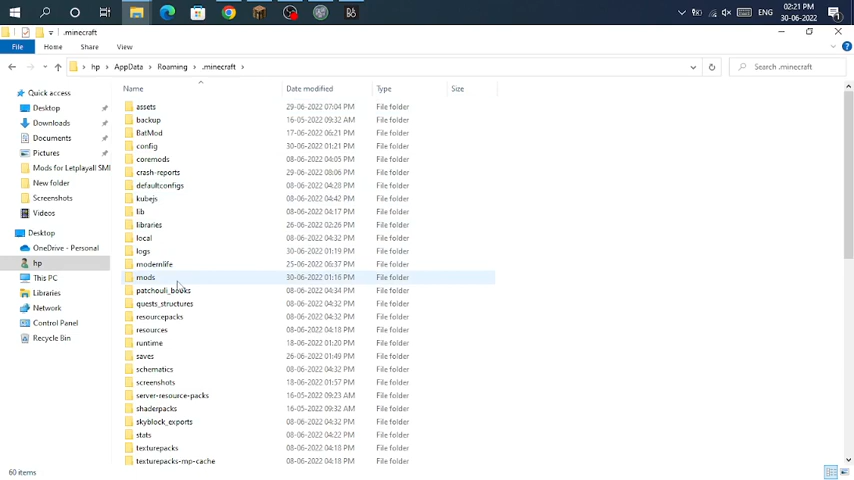 ENG
02:21 PM
30-06-2022
.minecraft
File Home Share View
hp > AppData > Roaming > .minecraft >
Search .minecraft
Name Date modified Type Size
Quick access
Desktop
Downloads
Documents
Pictures
Mods for Letplayall SMI
New folder
Screenshots
Videos
Desktop
OneDrive - Personal
hp
This PC
Libraries
Network
Control Panel
Recycle Bin
assets 29-06-2022 07:04 PM File folder
backup 16-05-2022 09:32 AM File folder
BatMod 17-06-2022 06:21 PM File folder
config 30-06-2022 01:21 PM File folder
coremods 08-06-2022 04:05 PM File folder
crash-reports 29-06-2022 08:06 PM File folder
defaultconfigs 08-06-2022 04:28 PM File folder
kubejs 08-06-2022 04:42 PM File folder
lib 08-06-2022 04:17 PM File folder
libraries 26-06-2022 02:26 PM File folder
local 08-06-2022 04:32 PM File folder
logs 30-06-2022 01:19 PM File folder
modernlife 25-06-2022 06:37 PM File folder
mods 30-06-2022 01:16 PM File folder
patchouli_books 08-06-2022 04:34 PM File folder
quests_structures 08-06-2022 04:32 PM File folder
resourcepacks 08-06-2022 04:32 PM File folder
resources 08-06-2022 04:18 PM File folder
runtime 18-06-2022 01:20 PM File folder
saves 26-06-2022 01:49 PM File folder
schematics 08-06-2022 04:32 PM File folder
screenshots 18-06-2022 01:57 PM File folder
server-resource-packs 16-05-2022 09:23 AM File folder
shaderpacks 16-05-2022 09:32 AM File folder
skyblock_exports 08-06-2022 04:32 PM File folder
stats 08-06-2022 04:22 PM File folder
texturepacks 08-06-2022 04:18 PM File folder
texturepacks-mp-cache 08-06-2022 04:18 PM File folder
60 items